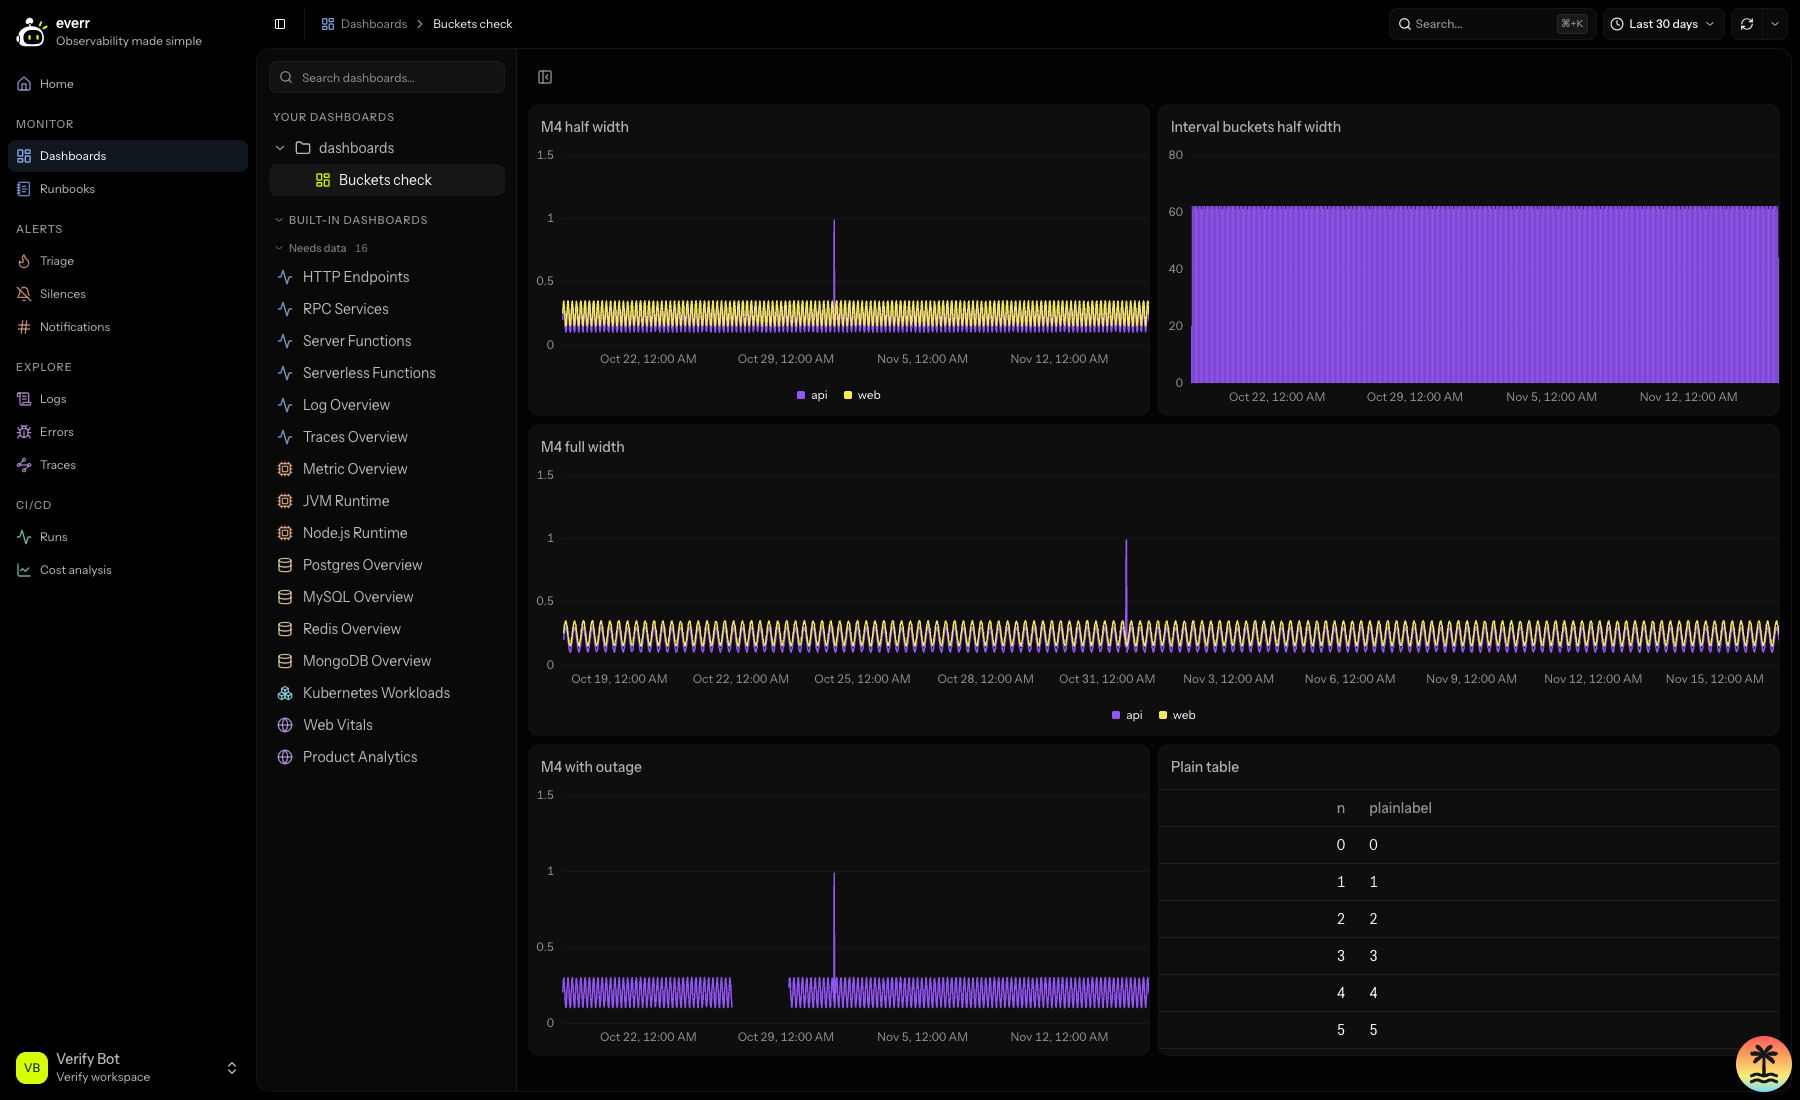 everr
Observability made simple
Home
MONITOR
Dashboards
Runbooks
ALERTS
Triage
Silences
Notifications
EXPLORE
Logs
Errors
Traces
CI/CD
Runs
Cost analysis
VB
Verify Bot
Verify workspace
Dashboards > Buckets check
Search... ⌘+K
Last 30 days
Search dashboards...
YOUR DASHBOARDS
dashboards
Buckets check
BUILT-IN DASHBOARDS
Needs data 16
HTTP Endpoints
RPC Services
Server Functions
Serverless Functions
Log Overview
Traces Overview
Metric Overview
JVM Runtime
Node.js Runtime
Postgres Overview
MySQL Overview
Redis Overview
MongoDB Overview
Kubernetes Workloads
Web Vitals
Product Analytics
M4 half width
1.5
1
0.5
0
Oct 22, 12:00 AM Oct 29, 12:00 AM Nov 5, 12:00 AM Nov 12, 12:00 AM
api web
Interval buckets half width
80
60
40
20
0
Oct 22, 12:00 AM Oct 29, 12:00 AM Nov 5, 12:00 AM Nov 12, 12:00 AM
M4 full width
1.5
1
0.5
0
Oct 19, 12:00 AM Oct 22, 12:00 AM Oct 25, 12:00 AM Oct 28, 12:00 AM Oct 31, 12:00 AM Nov 3, 12:00 AM Nov 6, 12:00 AM Nov 9, 12:00 AM Nov 12, 12:00 AM Nov 15, 12:00 AM
api web
M4 with outage
1.5
1
0.5
0
Oct 22, 12:00 AM Oct 29, 12:00 AM Nov 5, 12:00 AM Nov 12, 12:00 AM
Plain table
n plainlabel
0 0
1 1
2 2
3 3
4 4
5 5